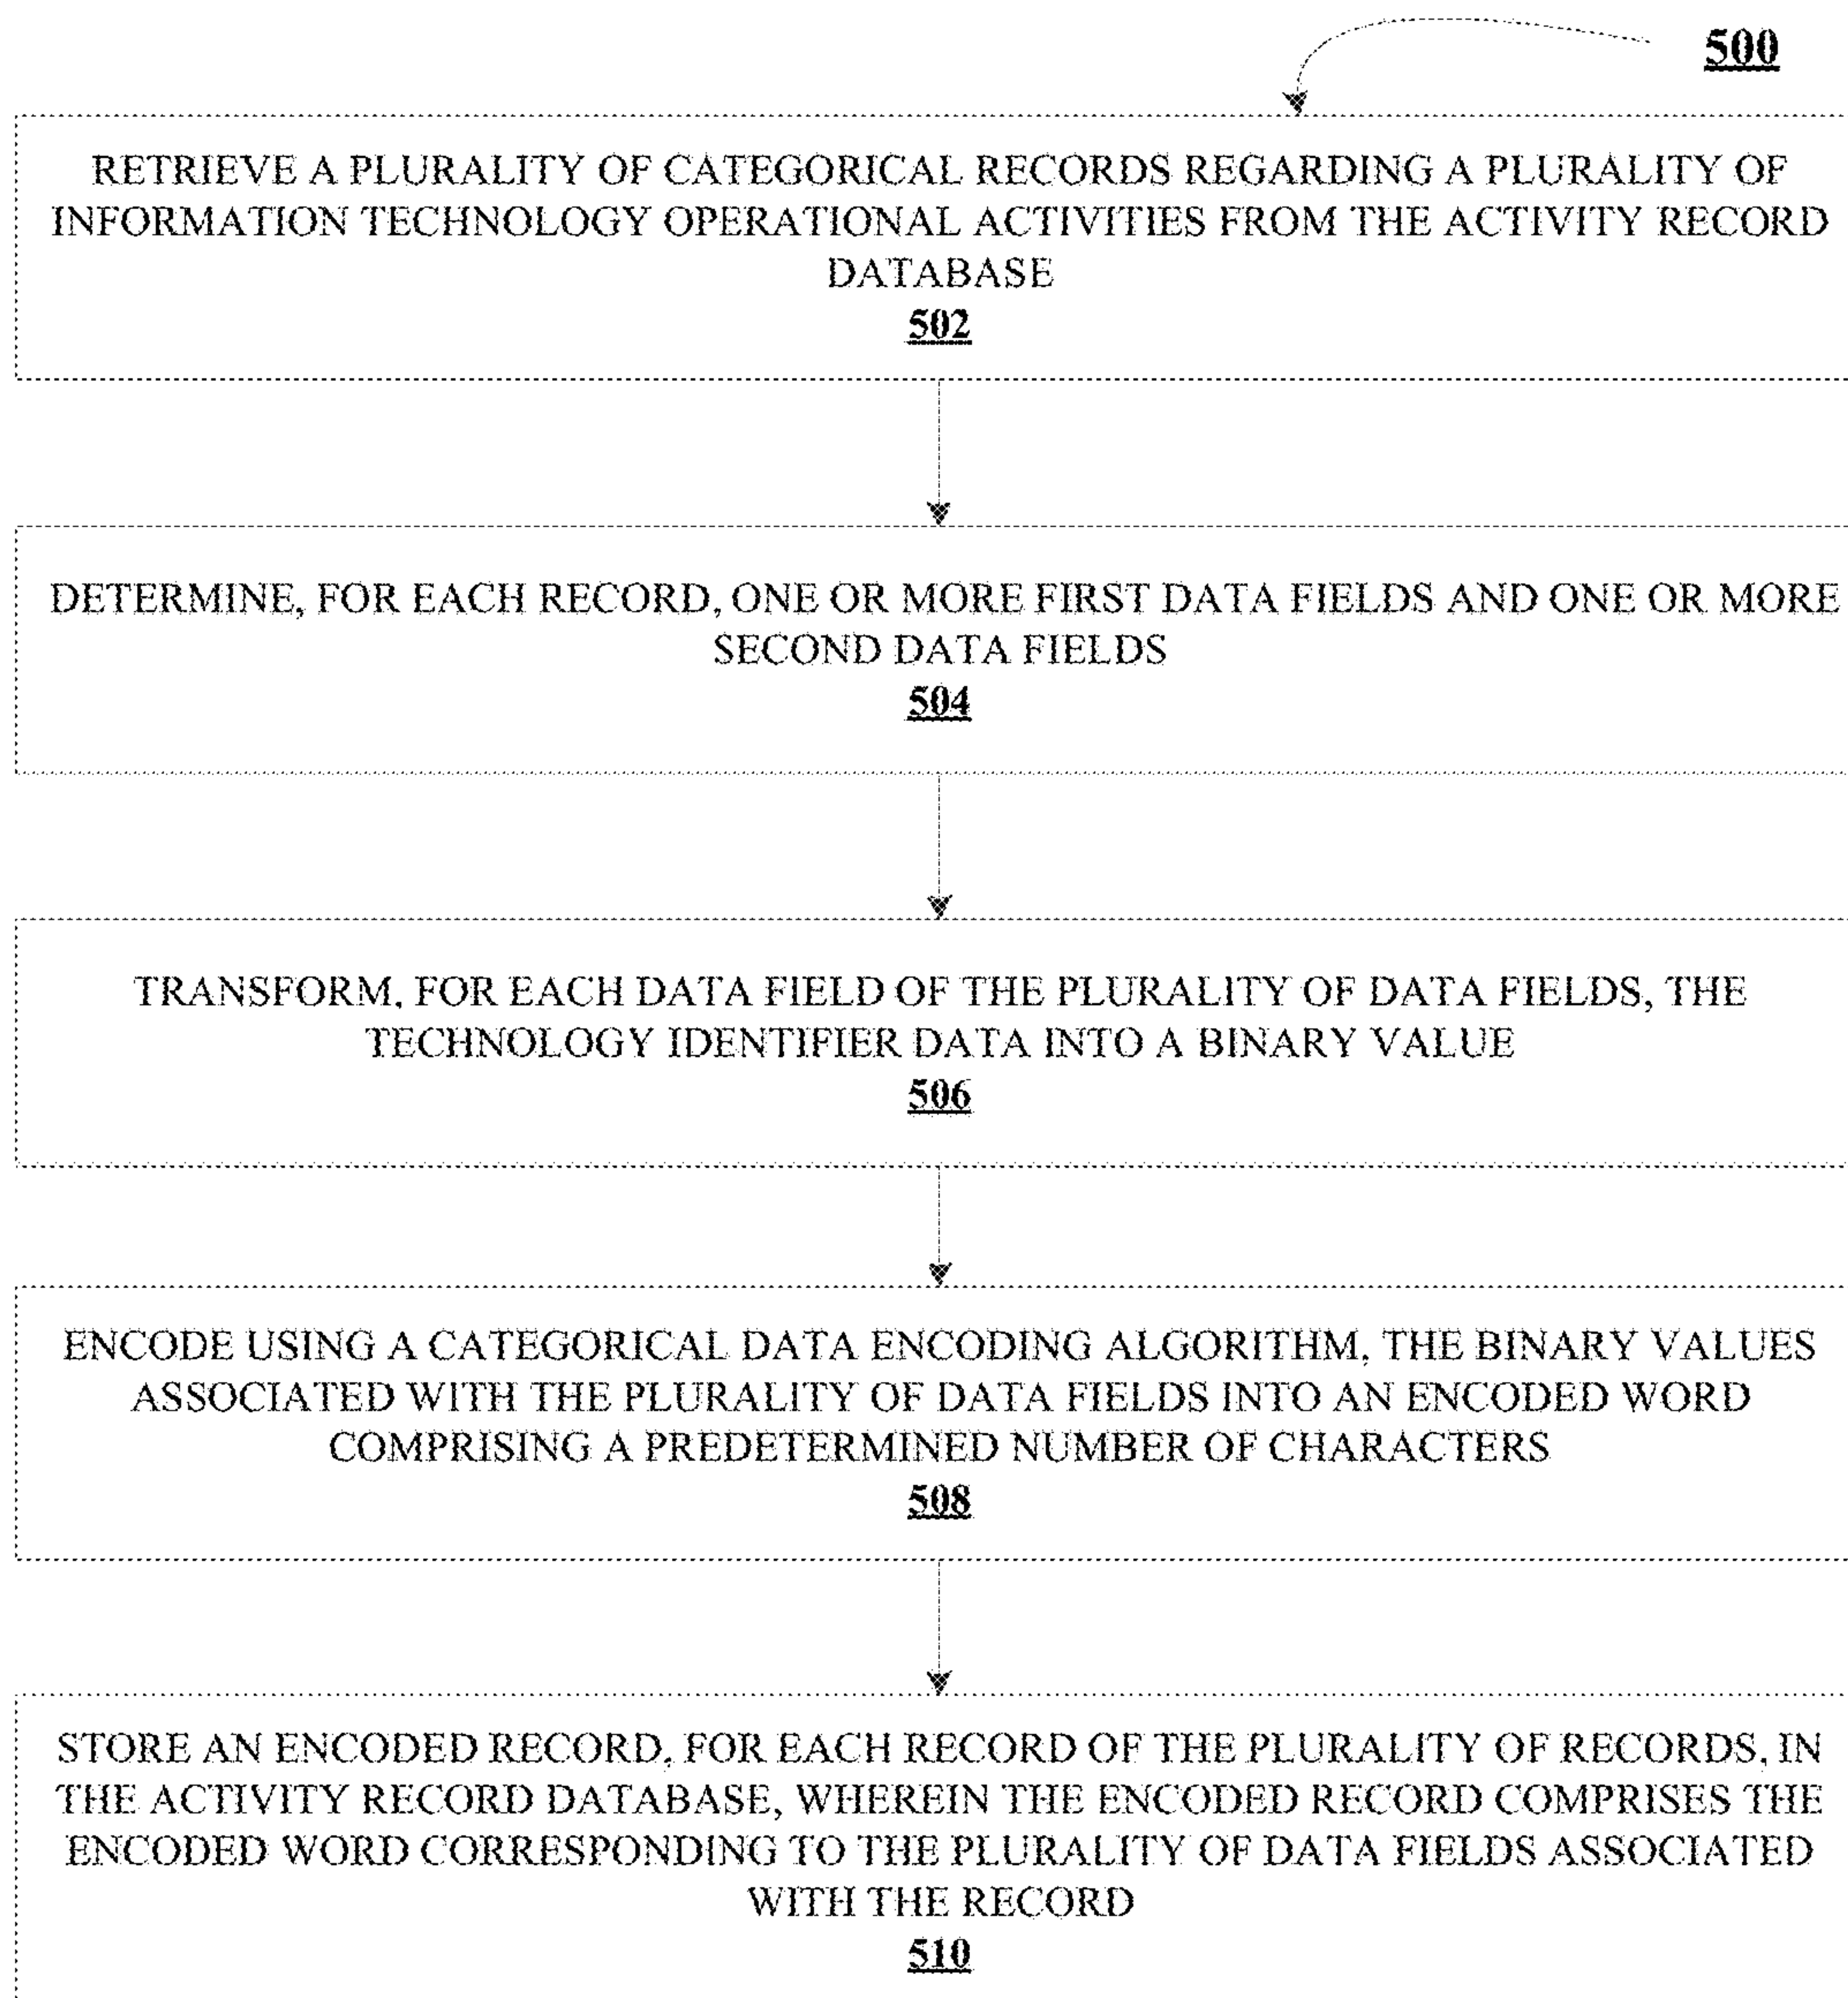 500
RETRIEVE A PLURALITY OF CATEGORICAL RECORDS REGARDING A PLURALITY OF
INFORMATION TECHNOLOGY OPERATIONAL ACTIVITIES FROM THE ACTIVITY RECORD
DATABASE
502
DETERMINE, FOR EACH RECORD, ONE OR MORE FIRST DATA FIELDS AND ONE OR MORE
SECOND DATA FIELDS
504
TRANSFORM, FOR EACH DATA FIELD OF THE PLURALITY OF DATA FIELDS, THE
TECHNOLOGY IDENTIFIER DATA INTO A BINARY VALUE
506
ENCODE USING A CATEGORICAL DATA ENCODING ALGORITHM, THE BINARY VALUES
ASSOCIATED WITH THE PLURALITY OF DATA FIELDS INTO AN ENCODED WORD
COMPRISING A PREDETERMINED NUMBER OF CHARACTERS
508
STORE AN ENCODED RECORD, FOR EACH RECORD OF THE PLURALITY OF RECORDS, IN
THE ACTIVITY RECORD DATABASE, WHEREIN THE ENCODED RECORD COMPRISES THE
ENCODED WORD CORRESPONDING TO THE PLURALITY OF DATA FIELDS ASSOCIATED
WITH THE RECORD
510